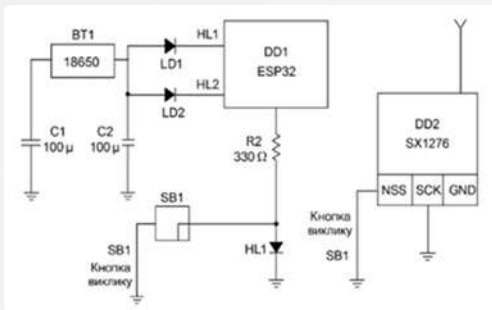 BT1
18650
C1
100 µ
C2
100 µ
LD1
HL1
HL2
LD2
DD1
ESP32
R2
330 Ω
SB1
SB1
Кнопка
виклику
HL1
DD2
SX1276
NSS SCK GND
Кнопка
виклику
SB1